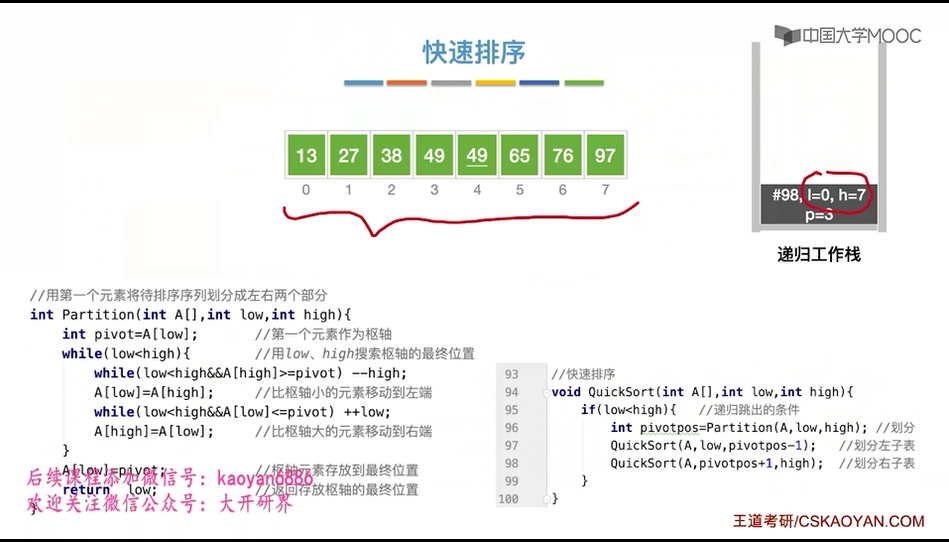 中国大学MOOC
快速排序
13 27 38 49 49 65 76 97
0 1 2 3 4 5 6 7
#98, l=0, h=7
p=3
递归工作栈
//用第一个元素将待排序序列划分成左右两个部分
int Partition(int A[],int low,int high){
int pivot=A[low]; //第一个元素作为枢轴
while(low<high){ //用low、high搜索枢轴的最终位置
while(low<high&&A[high]>=pivot) --high;
A[low]=A[high]; //比枢轴小的元素移动到左端
while(low<high&&A[low]<=pivot) ++low;
A[high]=A[low]; //比枢轴大的元素移动到右端
}
A[low]=pivot; //枢轴元素存放到最终位置
return low; //返回存放枢轴的最终位置
}
后续课程添加微信号：kaoyan6886
欢迎关注微信公众号：大开研界
93 //快速排序
94 void QuickSort(int A[],int low,int high){
95 if(low<high){ //递归跳出的条件
96 int pivotpos=Partition(A,low,high); //划分
97 QuickSort(A,low,pivotpos-1); //划分左子表
98 QuickSort(A,pivotpos+1,high); //划分右子表
99 }
100 }
王道考研/CSKAOYAN.COM